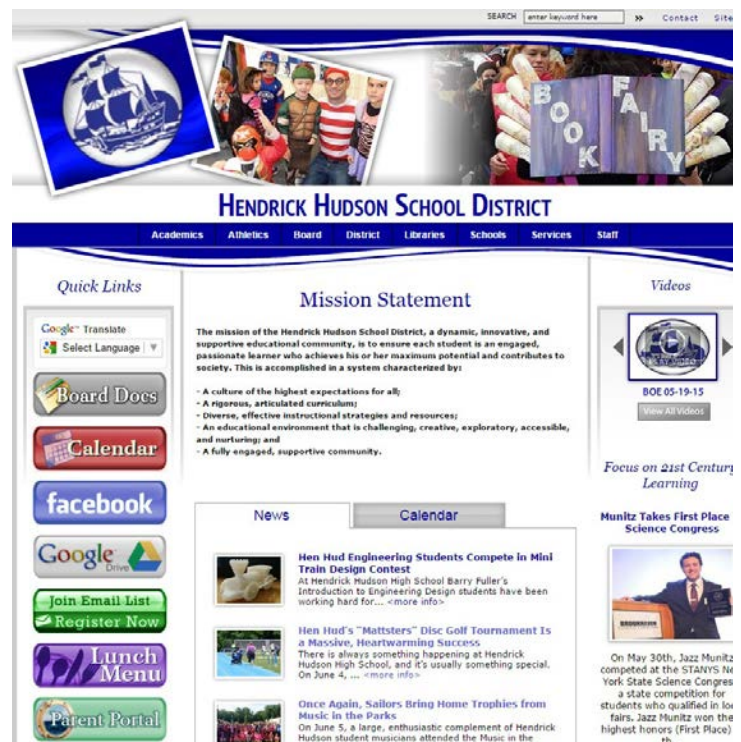 SEARCH enter keyword here >> Contact Site
BOOK FAIRY
HENDRICK HUDSON SCHOOL DISTRICT
Academics Athletics Board District Libraries Schools Services Staff
Quick Links
Google™ Translate
Select Language
Board Docs
Calendar
facebook
Google Drive
Join Email List
Register Now
Lunch
Menu
Parent Portal
Mission Statement
The mission of the Hendrick Hudson School District, a dynamic, innovative, and
supportive educational community, is to ensure each student is an engaged,
passionate learner who achieves his or her maximum potential and contributes to
society. This is accomplished in a system characterized by:
- A culture of the highest expectations for all;
- A rigorous, articulated curriculum;
- Diverse, effective instructional strategies and resources;
- An educational environment that is challenging, creative, exploratory, accessible,
and nurturing; and
- A fully engaged, supportive community.
News Calendar
Hen Hud Engineering Students Compete in Mini
Train Design Contest
At Hendrick Hudson High School Barry Fuller's
Introduction to Engineering Design students have been
working hard for... <more info>
Hen Hud's "Mattsters" Disc Golf Tournament Is
a Massive, Heartwarming Success
There is always something happening at Hendrick
Hudson High School, and it's usually something special.
On June 4, ... <more info>
Once Again, Sailors Bring Home Trophies from
Music in the Parks
On June 5, a large, enthusiastic complement of Hendrick
Hudson student musicians attended the Music in the
Videos
BOE 05-19-15
View All Videos
Focus on 21st Century
Learning
Munitz Takes First Place
Science Congress
On May 30th, Jazz Munitz
competed at the STANYS Ne
York State Science Congres
a state competition for
students who qualified in loc
fairs. Jazz Munitz won the
highest honors (First Place)
th